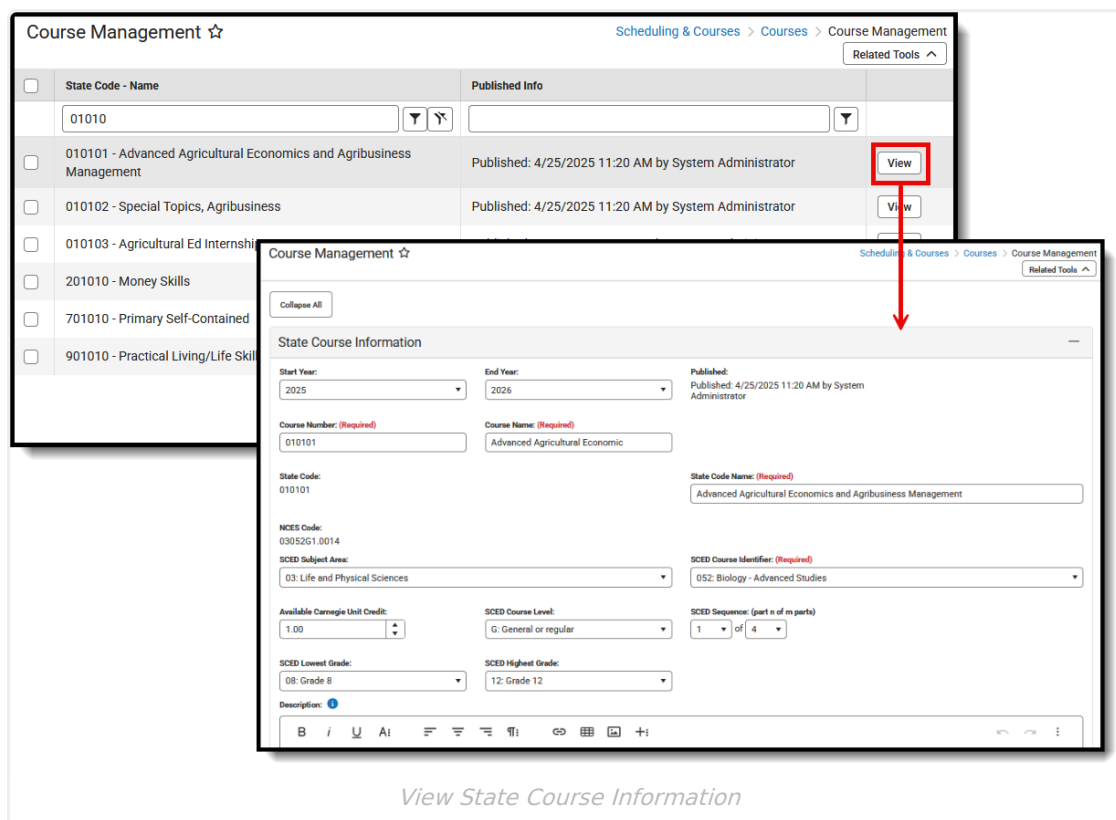 Course Management
Scheduling & Courses > Courses > Course Management
Related Tools
State Code - Name
Published Info
01010
010101 - Advanced Agricultural Economics and Agribusiness
Management
Published: 4/25/2025 11:20 AM by System Administrator
View
010102 - Special Topics, Agribusiness
Published: 4/25/2025 11:20 AM by System Administrator
View
010103 - Agricultural Ed Internship
201010 - Money Skills
701010 - Primary Self-Contained
901010 - Practical Living/Life Skill
Course Management
Scheduling & Courses > Courses > Course Management
Related Tools
Collapse All
State Course Information
Start Year:
End Year:
Published:
2025
2026
Published: 4/25/2025 11:20 AM by System
Administrator
Course Number: (Required)
Course Name: (Required)
010101
Advanced Agricultural Economic
State Code:
State Code Name: (Required)
010101
Advanced Agricultural Economics and Agribusiness Management
NCES Code:
03052G1.0014
SCED Subject Area:
SCED Course Identifier: (Required)
03: Life and Physical Sciences
052: Biology - Advanced Studies
Available Carnegie Unit Credit:
SCED Course Level:
SCED Sequence: (part n of m parts)
1.00
G: General or regular
1 of 4
SCED Lowest Grade:
SCED Highest Grade:
08: Grade 8
12: Grade 12
Description:
B i U A
View State Course Information